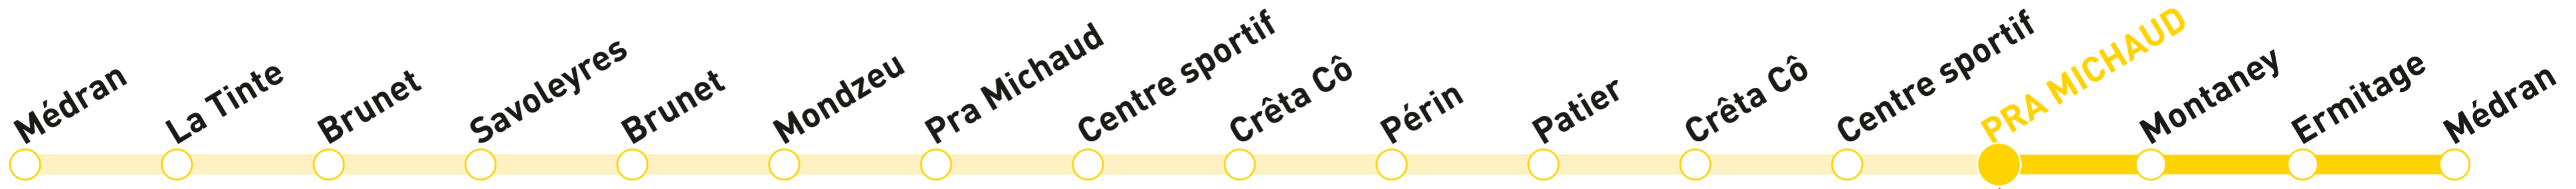 Médran
La Tinte
Brunet
Savoleyres
Brunet
Mondzeu
Pra Michaud
Centre sportif
Crêta Cô
Périn
Patier
Crêta Cô
Centre sportif
PRA MICHAUD
Montaney
Ermitage
Médran